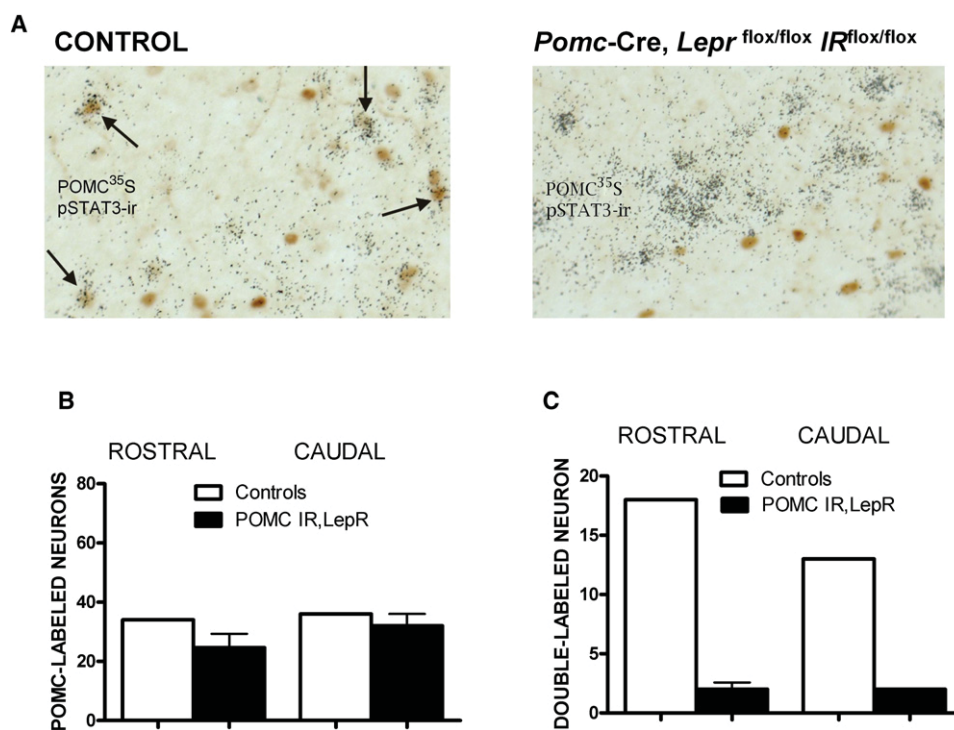 A
CONTROL
Pomc-Cre, Lepr flox/flox IRflox/flox
POMC35S
pSTAT3-ir
POMC35S
pSTAT3-ir
B
ROSTRAL CAUDAL
POMC-LABELED NEURONS
80
60
40
20
0
Controls
POMC IR,LepR
C
ROSTRAL CAUDAL
DOUBLE-LABELED NEURON
20
15
10
5
0
Controls
POMC IR,LepR